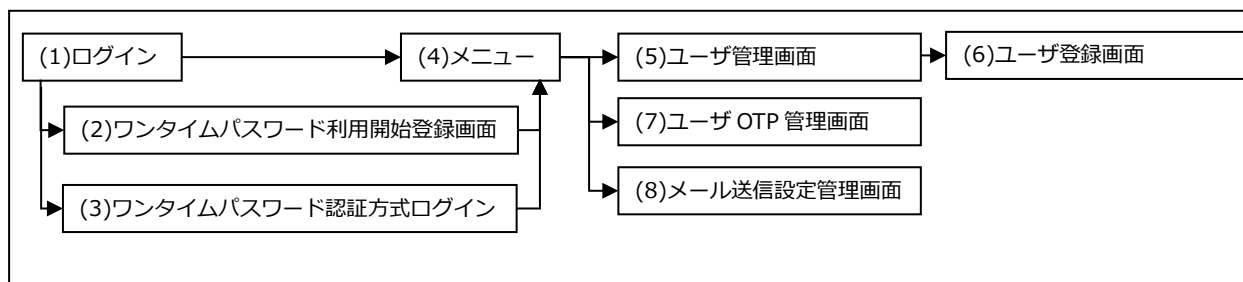 (1)ログイン
(4)メニュー
(5)ユーザ管理画面
(6)ユーザ登録画面
(2)ワンタイムパスワード利用開始登録画面
(7)ユーザ OTP 管理画面
(3)ワンタイムパスワード認証方式ログイン
(8)メール送信設定管理画面